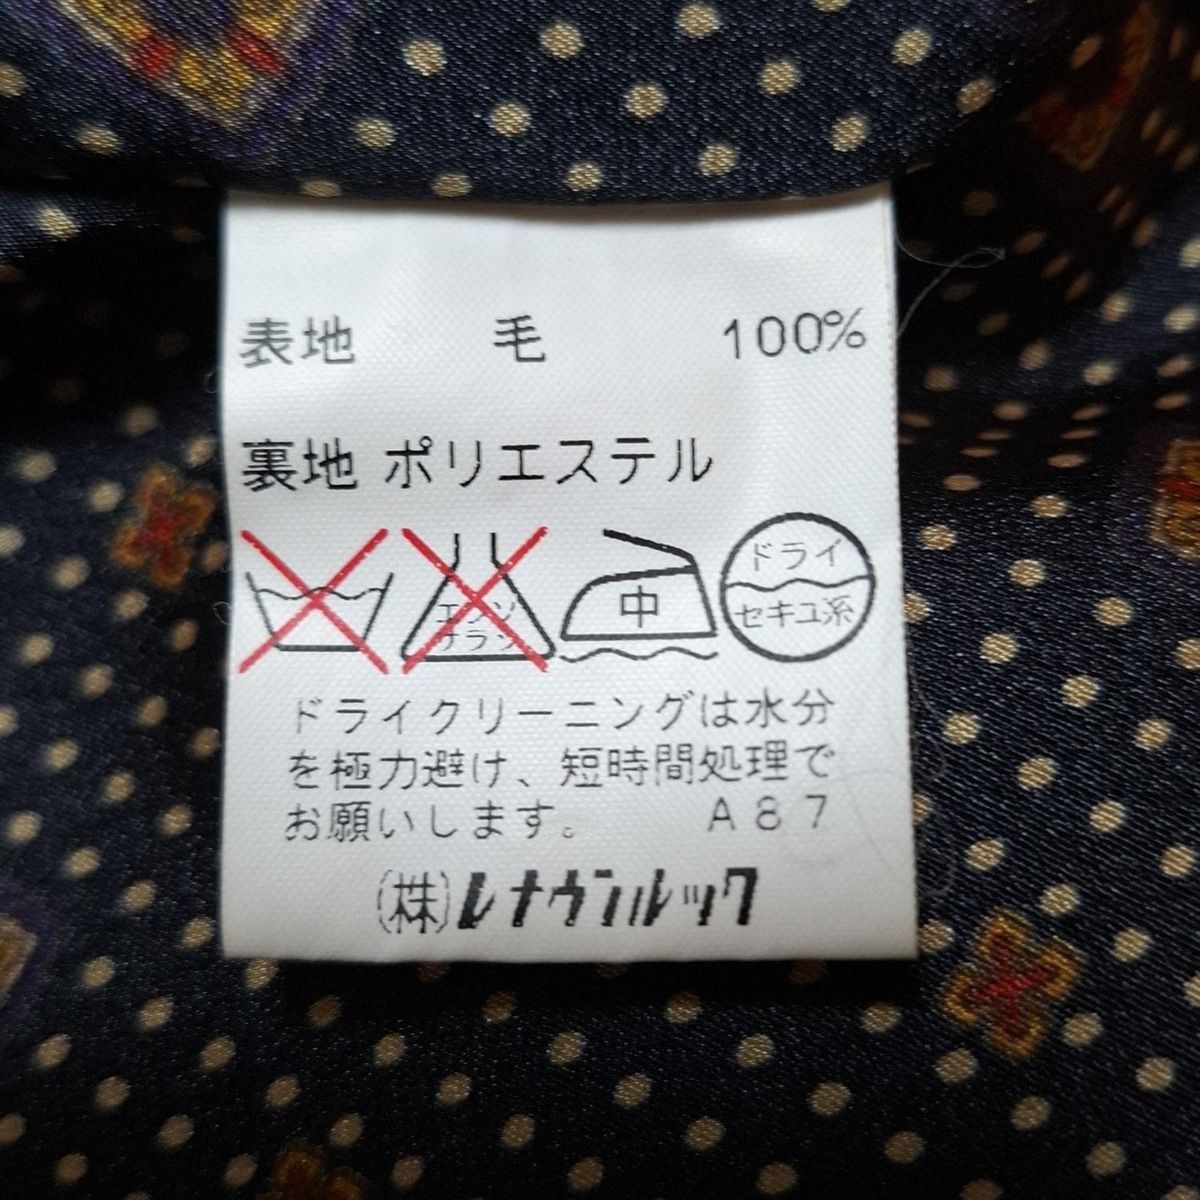 表地 毛 100%
裏地 ポリエステル
エンソ
サラシ
中
ドライ
セキユ系
ドライクリーニングは水分
を極力避け、短時間処理で
お願いします。 A87
(株)レナウンルック